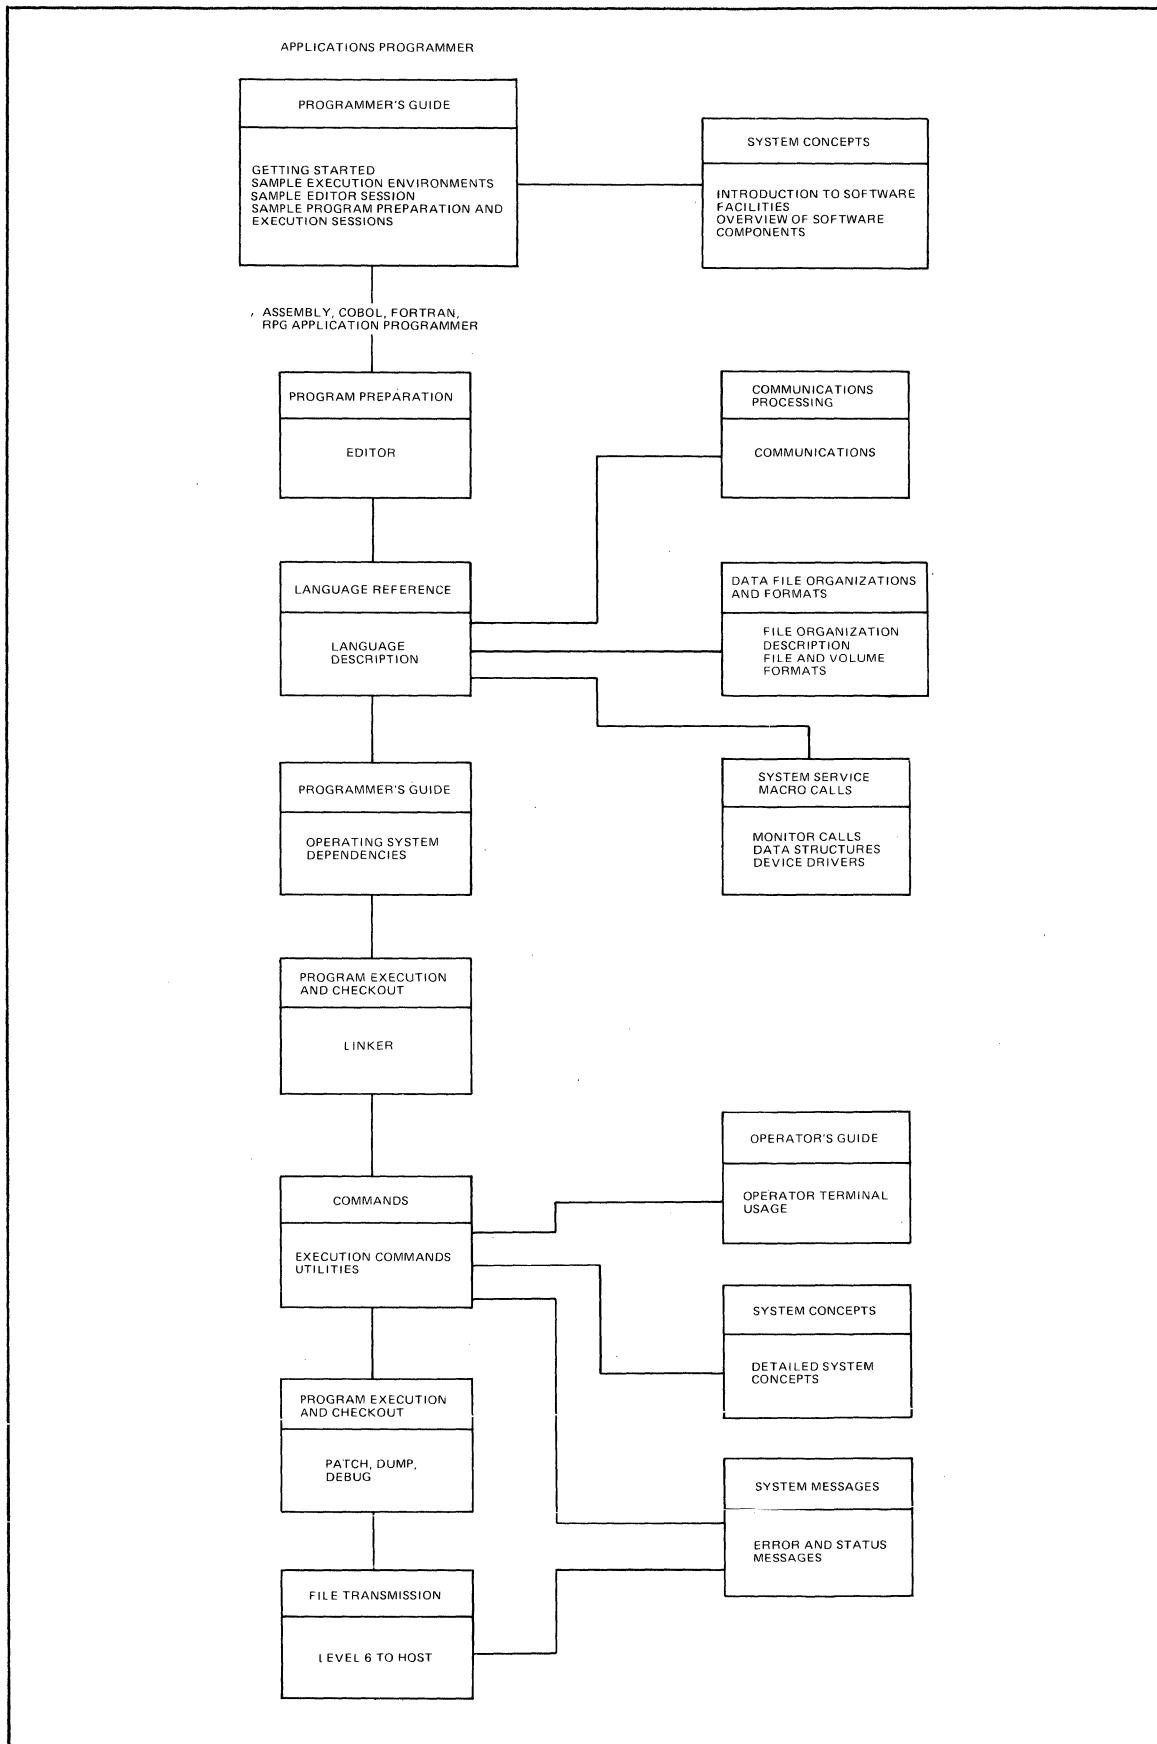 APPLICATIONS PROGRAMMER
PROGRAMMER'S GUIDE
GETTING STARTED
SAMPLE EXECUTION ENVIRONMENTS
SAMPLE EDITOR SESSION
SAMPLE PROGRAM PREPARATION AND
EXECUTION SESSIONS
SYSTEM CONCEPTS
INTRODUCTION TO SOFTWARE
FACILITIES
OVERVIEW OF SOFTWARE
COMPONENTS
ASSEMBLY, COBOL, FORTRAN,
RPG APPLICATION PROGRAMMER
PROGRAM PREPARATION
EDITOR
COMMUNICATIONS
PROCESSING
COMMUNICATIONS
LANGUAGE REFERENCE
LANGUAGE
DESCRIPTION
DATA FILE ORGANIZATIONS
AND FORMATS
FILE ORGANIZATION
DESCRIPTION
FILE AND VOLUME
FORMATS
PROGRAMMER'S GUIDE
OPERATING SYSTEM
DEPENDENCIES
SYSTEM SERVICE
MACRO CALLS
MONITOR CALLS
DATA STRUCTURES
DEVICE DRIVERS
PROGRAM EXECUTION
AND CHECKOUT
LINKER
OPERATOR'S GUIDE
OPERATOR TERMINAL
USAGE
COMMANDS
EXECUTION COMMANDS
UTILITIES
SYSTEM CONCEPTS
DETAILED SYSTEM
CONCEPTS
PROGRAM EXECUTION
AND CHECKOUT
PATCH, DUMP,
DEBUG
SYSTEM MESSAGES
ERROR AND STATUS
MESSAGES
FILE TRANSMISSION
LEVEL 6 TO HOST